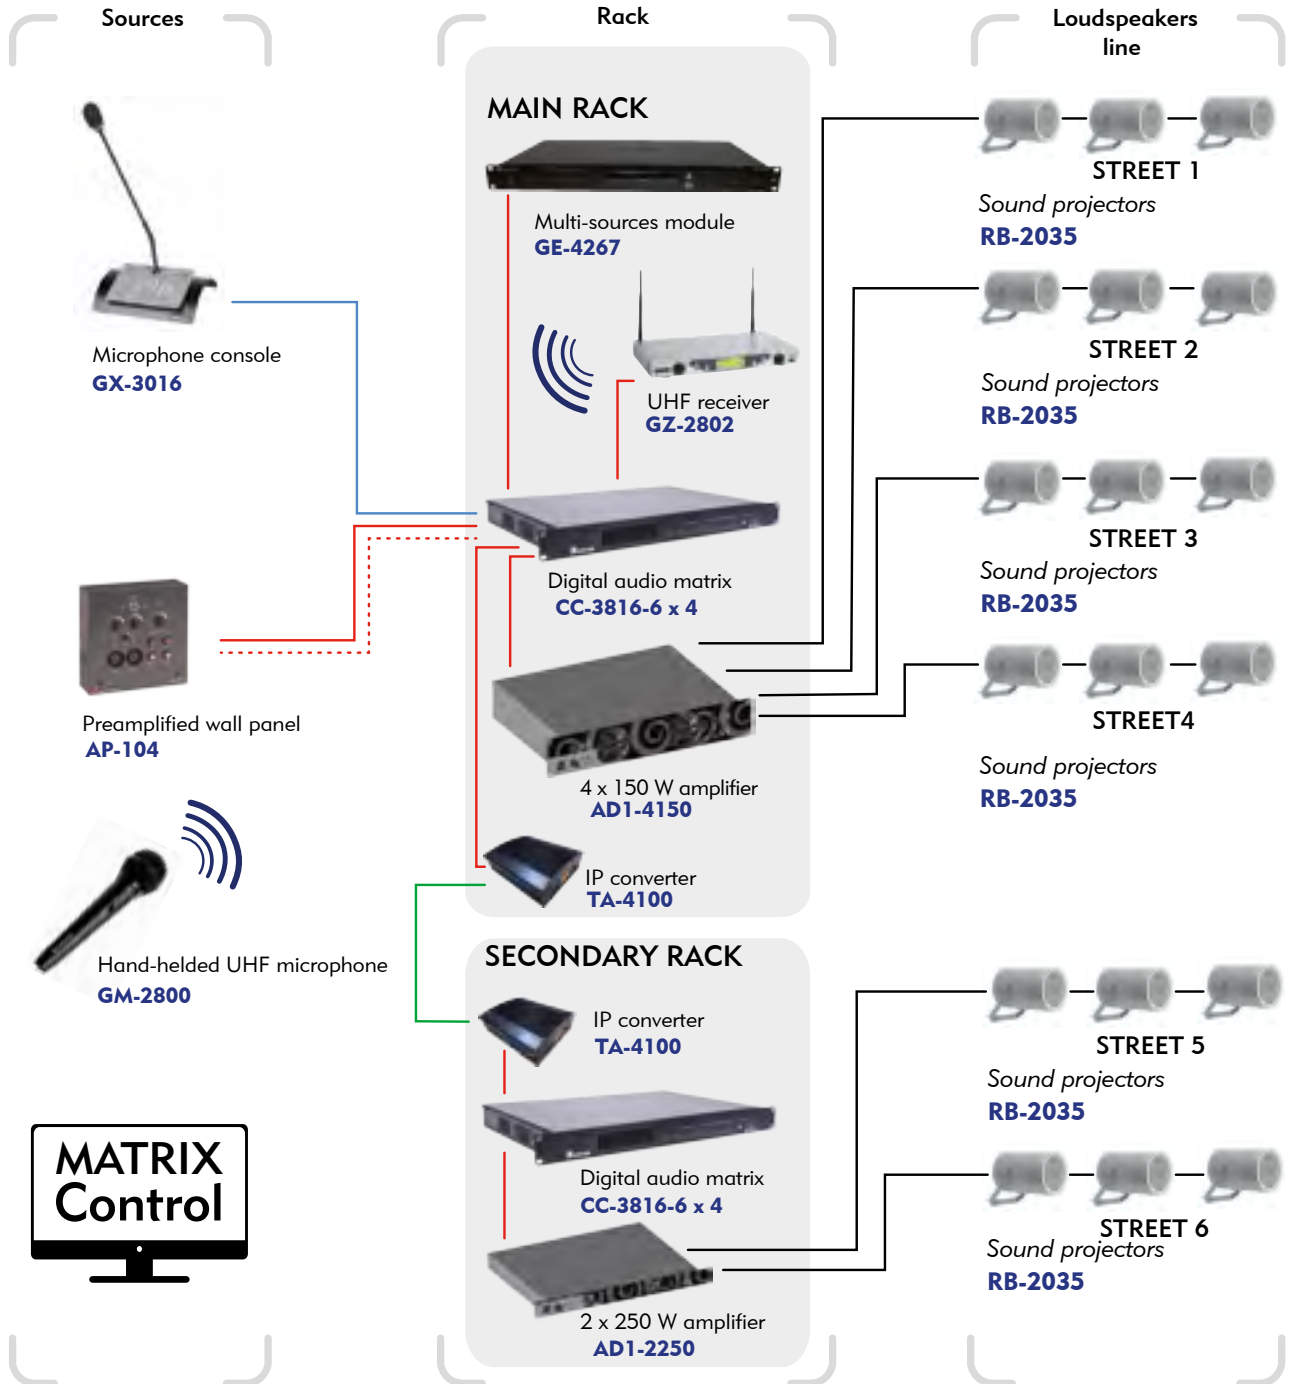 Sources
Rack
Loudspeakers
line
MAIN RACK
Multi-sources module
GE-4267
UHF receiver
GZ-2802
Microphone console
GX-3016
Digital audio matrix
CC-3816-6 x 4
Preamplified wall panel
AP-104
4 x 150 W amplifier
AD1-4150
IP converter
TA-4100
Hand-helded UHF microphone
GM-2800
SECONDARY RACK
IP converter
TA-4100
Digital audio matrix
CC-3816-6 x 4
2 x 250 W amplifier
AD1-2250
MATRIX
Control
STREET 1
Sound projectors
RB-2035
STREET 2
Sound projectors
RB-2035
STREET 3
Sound projectors
RB-2035
STREET4
Sound projectors
RB-2035
STREET 5
Sound projectors
RB-2035
STREET 6
Sound projectors
RB-2035